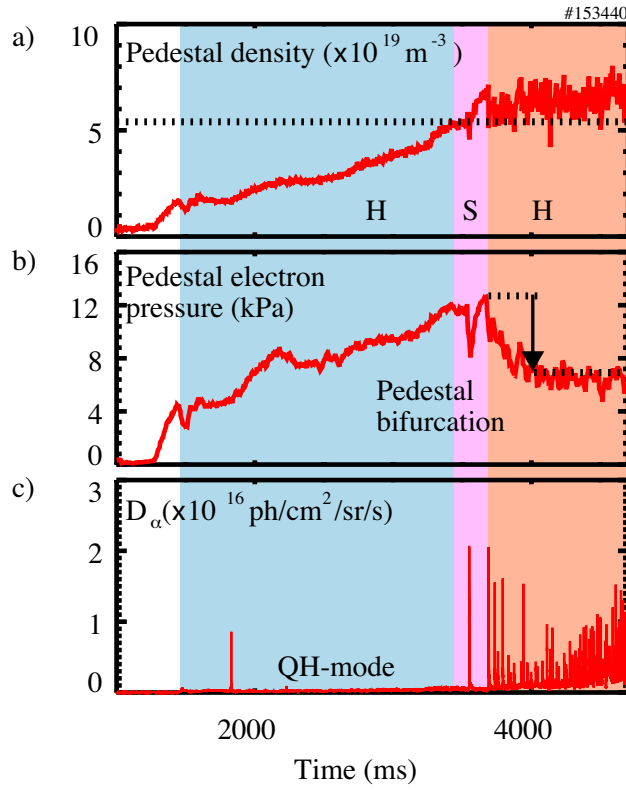 #153440
a)
10
Pedestal density (x10^19 m^-3)
5
H
S
H
0
b)
16
Pedestal electron
pressure (kPa)
12
8
Pedestal
bifurcation
4
0
c)
3
D_α(x10^16 ph/cm^2/sr/s)
2
1
QH-mode
0
2000
4000
Time (ms)